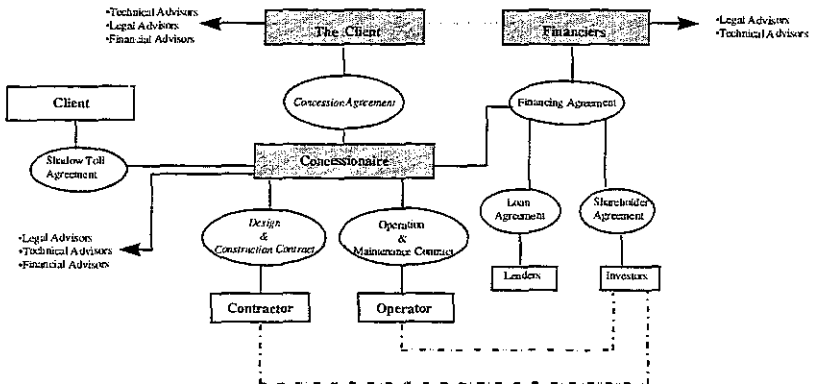 •Technical Advisors
•Legal Advisors
•Financial Advisors
The Client
Financiers
•Legal Advisors
•Technical Advisors
Client
Concession Agreement
Financing Agreement
Shadow Toll
Agreement
Concessionaire
Loan
Agreement
Shareholder
Agreement
Design
&
Construction Contract
Operation
&
Maintenance Contract
•Legal Advisors
•Technical Advisors
•Financial Advisors
Lenders
Investors
Contractor
Operator